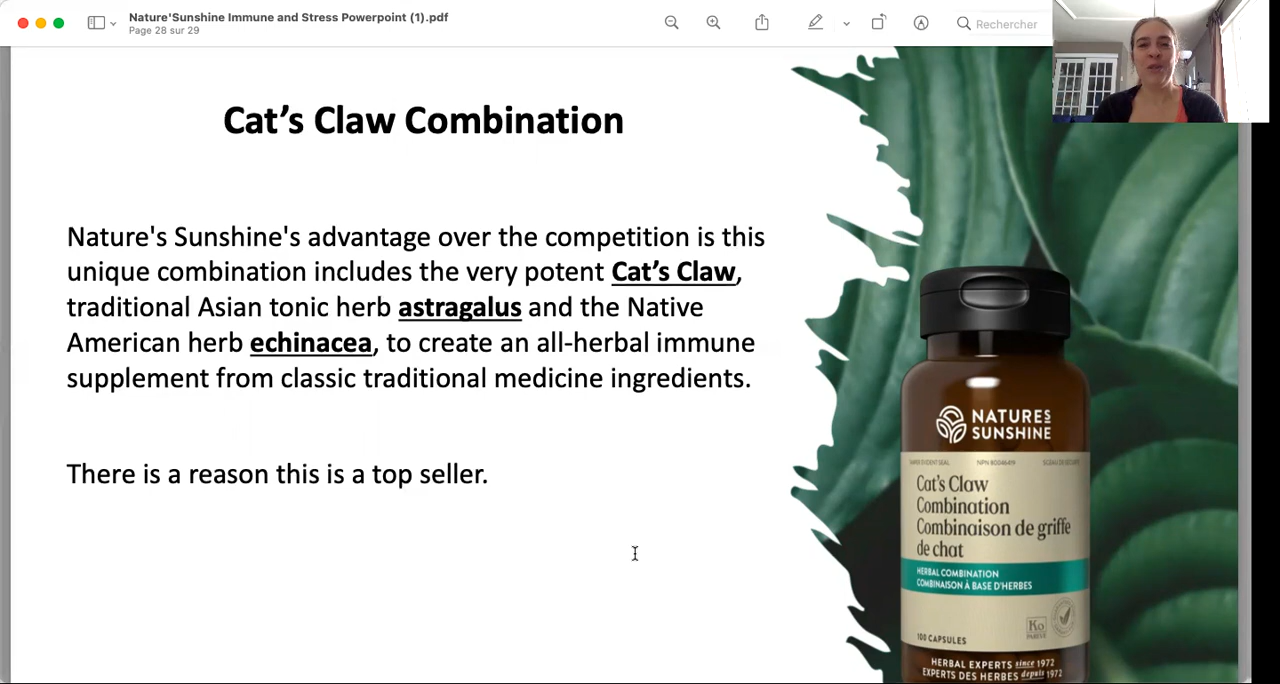 Nature'Sunshine Immune and Stress Powerpoint (1).pdf
Page 28 sur 29
Rechercher
Cat's Claw Combination
Nature's Sunshine's advantage over the competition is this
unique combination includes the very potent Cat's Claw,
traditional Asian tonic herb astragalus and the Native
American herb echinacea, to create an all-herbal immune
supplement from classic traditional medicine ingredients.
There is a reason this is a top seller.
NATURE'S
SUNSHINE
Cat's Claw
Combination
Combinaison de griffe
de chat
HERBAL COMBINATION
COMBINAISON À BASE D'HERBES
100 CAPSULES
HERBAL EXPERTS since 1972
EXPERTS DES HERBES depuis 1972